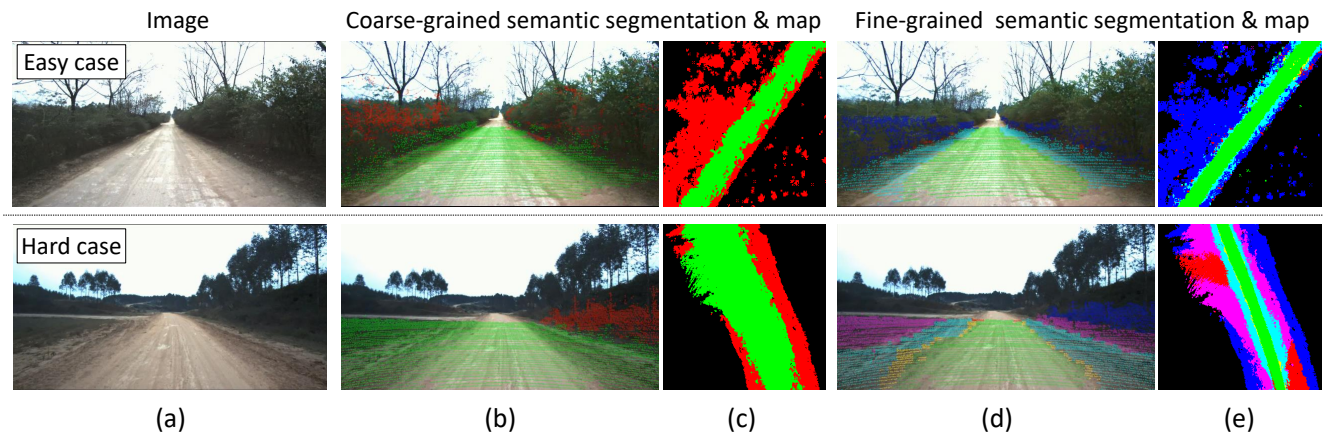 Image
Coarse-grained semantic segmentation & map
Fine-grained semantic segmentation & map
Easy case
Hard case
(a)
(b)
(c)
(d)
(e)